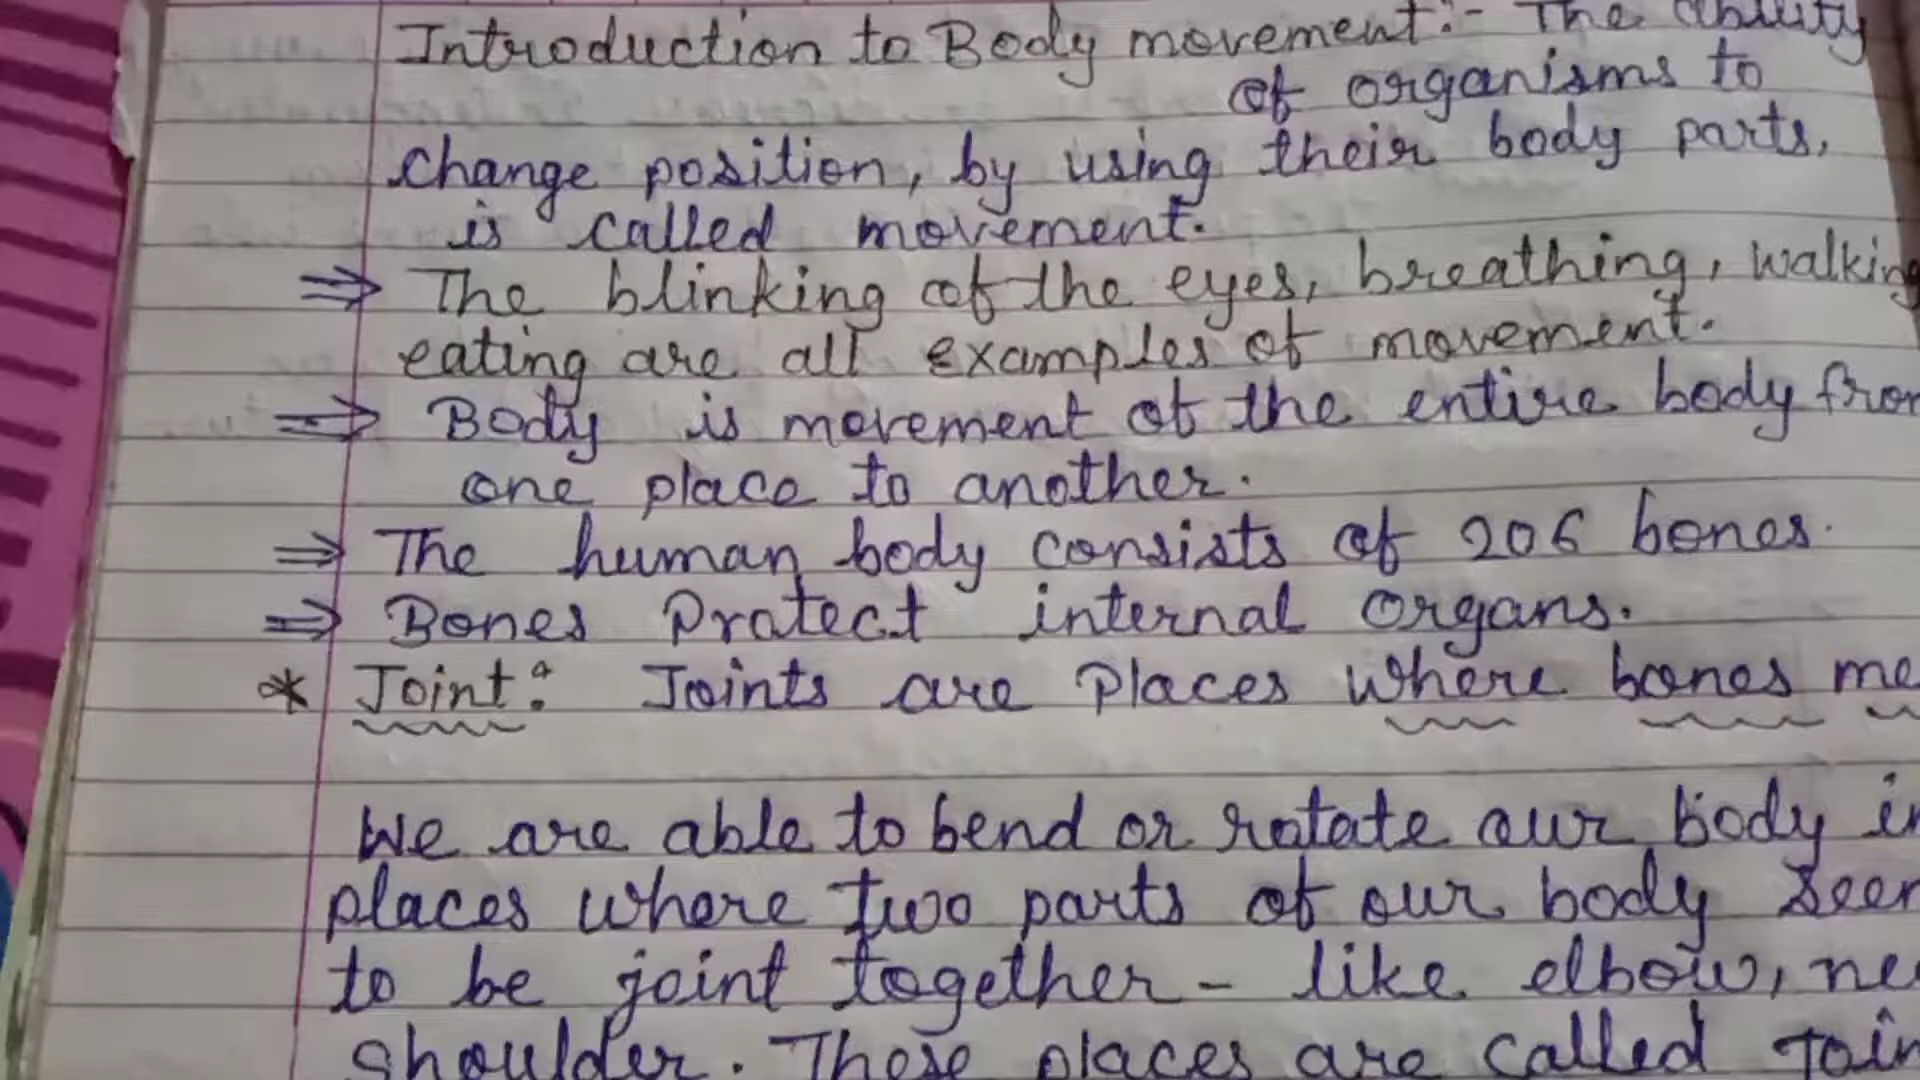 Introduction to Body movement:- The ability
of organisms to
change position, by using their body parts,
is called movement.
⇒ The blinking of the eyes, breathing, walking
eating are all examples of movement.
⇒ Body is movement of the entire body from
one place to another.
⇒ The human body consists of 206 bones.
⇒ Bones Protect internal organs.
* Joint: Joints are Places where bones me
We are able to bend or rotate our body in
places where two parts of our body seem
to be joint together - like elbow, ne
shoulder. These places are called Join